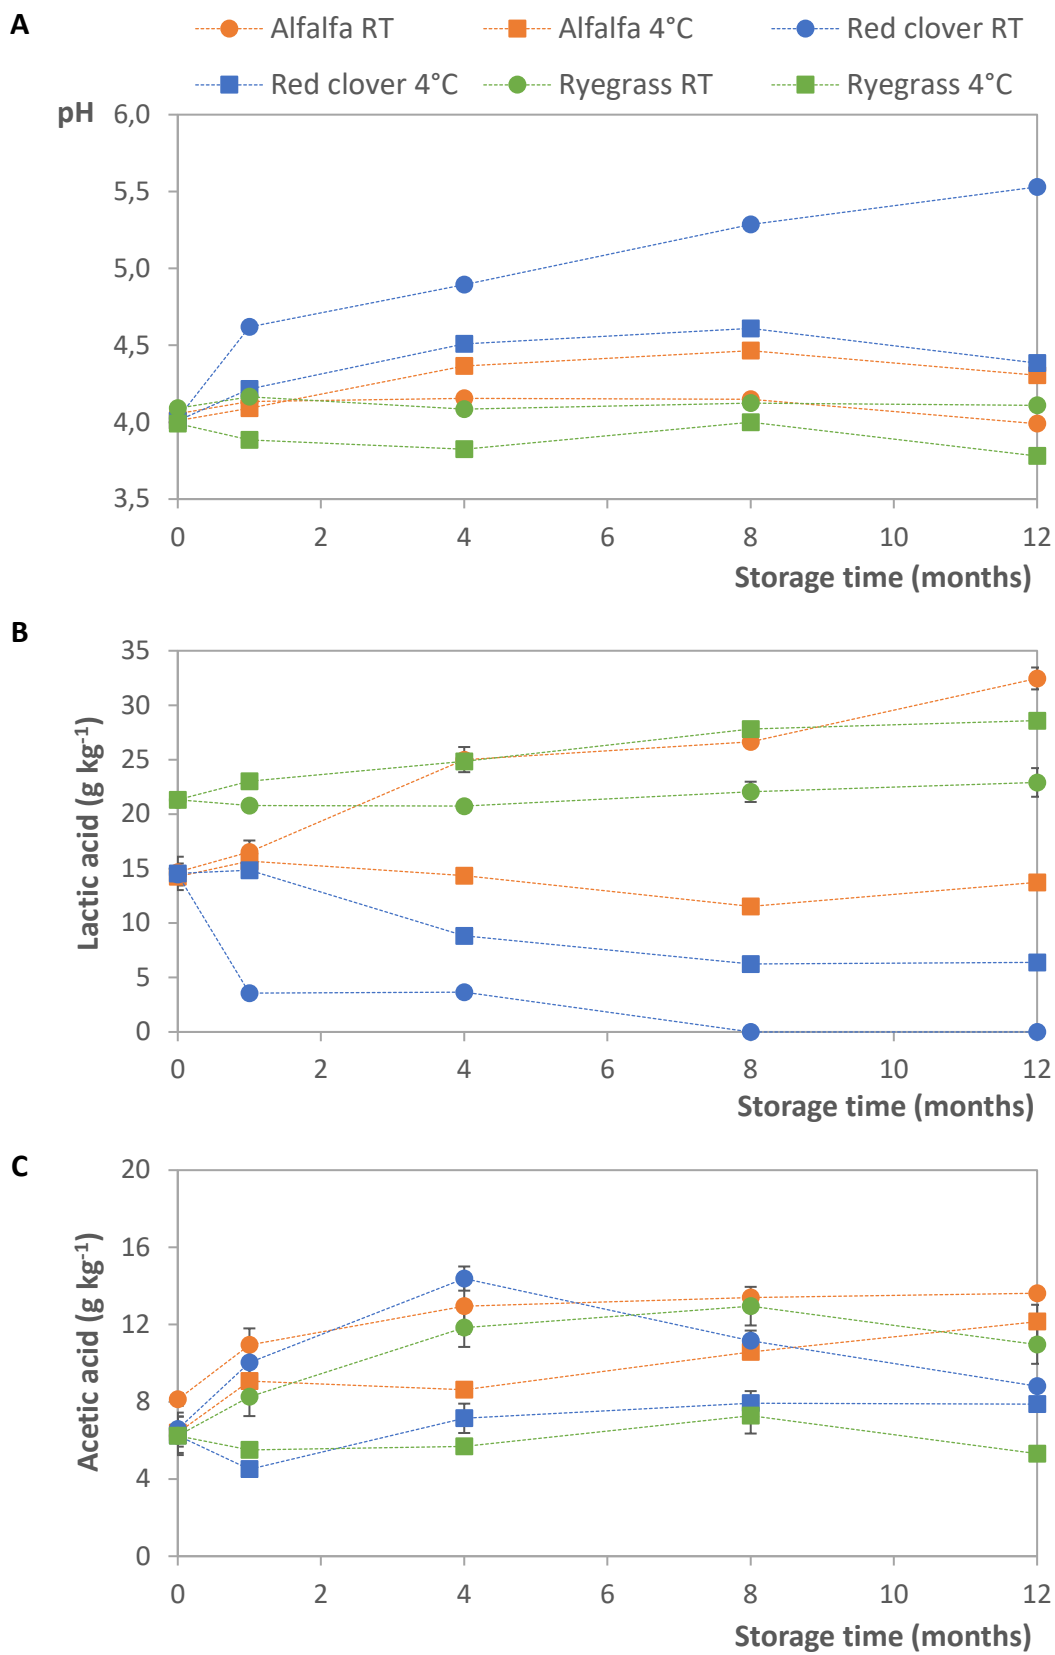 A
Alfalfa RT Alfalfa 4°C Red clover RT
Red clover 4°C Ryegrass RT Ryegrass 4°C
pH
6,0
5,5
5,0
4,5
4,0
3,5
0 2 4 6 8 10 12
Storage time (months)
B
Lactic acid (g kg⁻¹)
35
30
25
20
15
10
5
0
0 2 4 6 8 10 12
Storage time (months)
C
Acetic acid (g kg⁻¹)
20
16
12
8
4
0
0 2 4 6 8 10 12
Storage time (months)